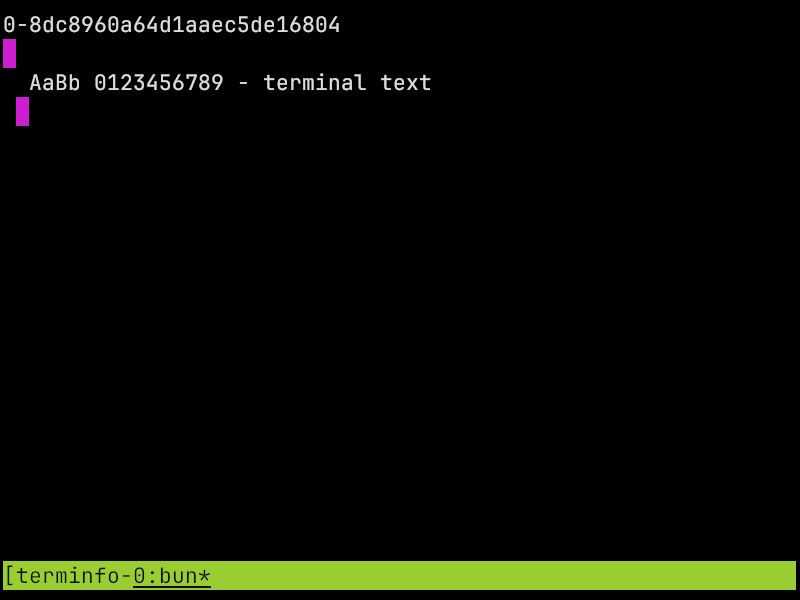 0-8dc8960a64d1aaec5de16804
AaBb 0123456789 - terminal text
[terminfo-0:bun*